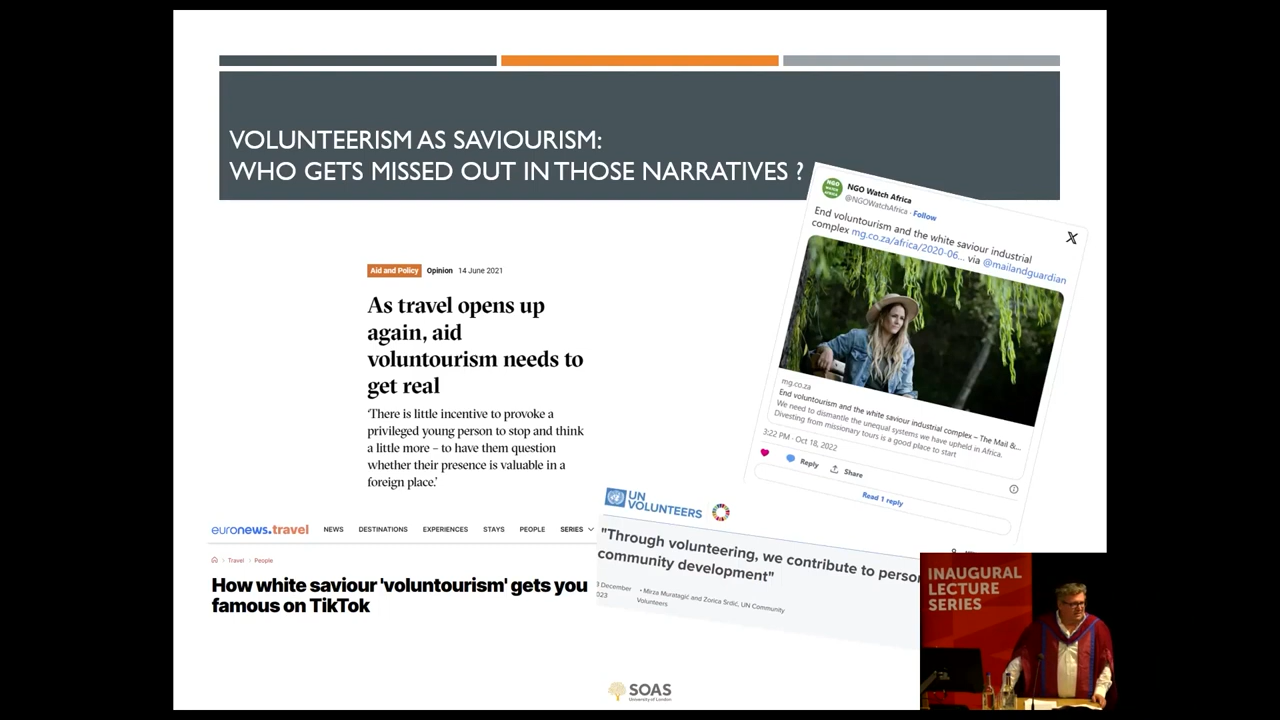 VOLUNTEERISM AS SAVIOURISM:
WHO GETS MISSED OUT IN THOSE NARRATIVES ?
NGO Watch Africa
@NGOWatchAfrica · Follow
End voluntourism and the white saviour industrial
complex mg.co.za/africa/2020-06... via @mailandguardian
mg.co.za
End voluntourism and the white saviour industrial complex – The Mail &...
We need to dismantle the unequal systems we have upheld in Africa.
Divesting from missionary tours is a good place to start
3:22 PM · Oct 18, 2022
Reply Share
Read 1 reply
Aid and Policy Opinion 14 June 2021
As travel opens up
again, aid
voluntourism needs to
get real
‘There is little incentive to provoke a
privileged young person to stop and think
a little more – to have them question
whether their presence is valuable in a
foreign place.’
euronews.travel NEWS DESTINATIONS EXPERIENCES STAYS PEOPLE SERIES
Travel > People
How white saviour 'voluntourism' gets you
famous on TikTok
UN
VOLUNTEERS
"Through volunteering, we contribute to
community development"
December
023
• Mirza Muratagić and Zorica Srdić, UN Community
Volunteers
INAUGURAL
LECTURE
SERIES
SOAS
University of London